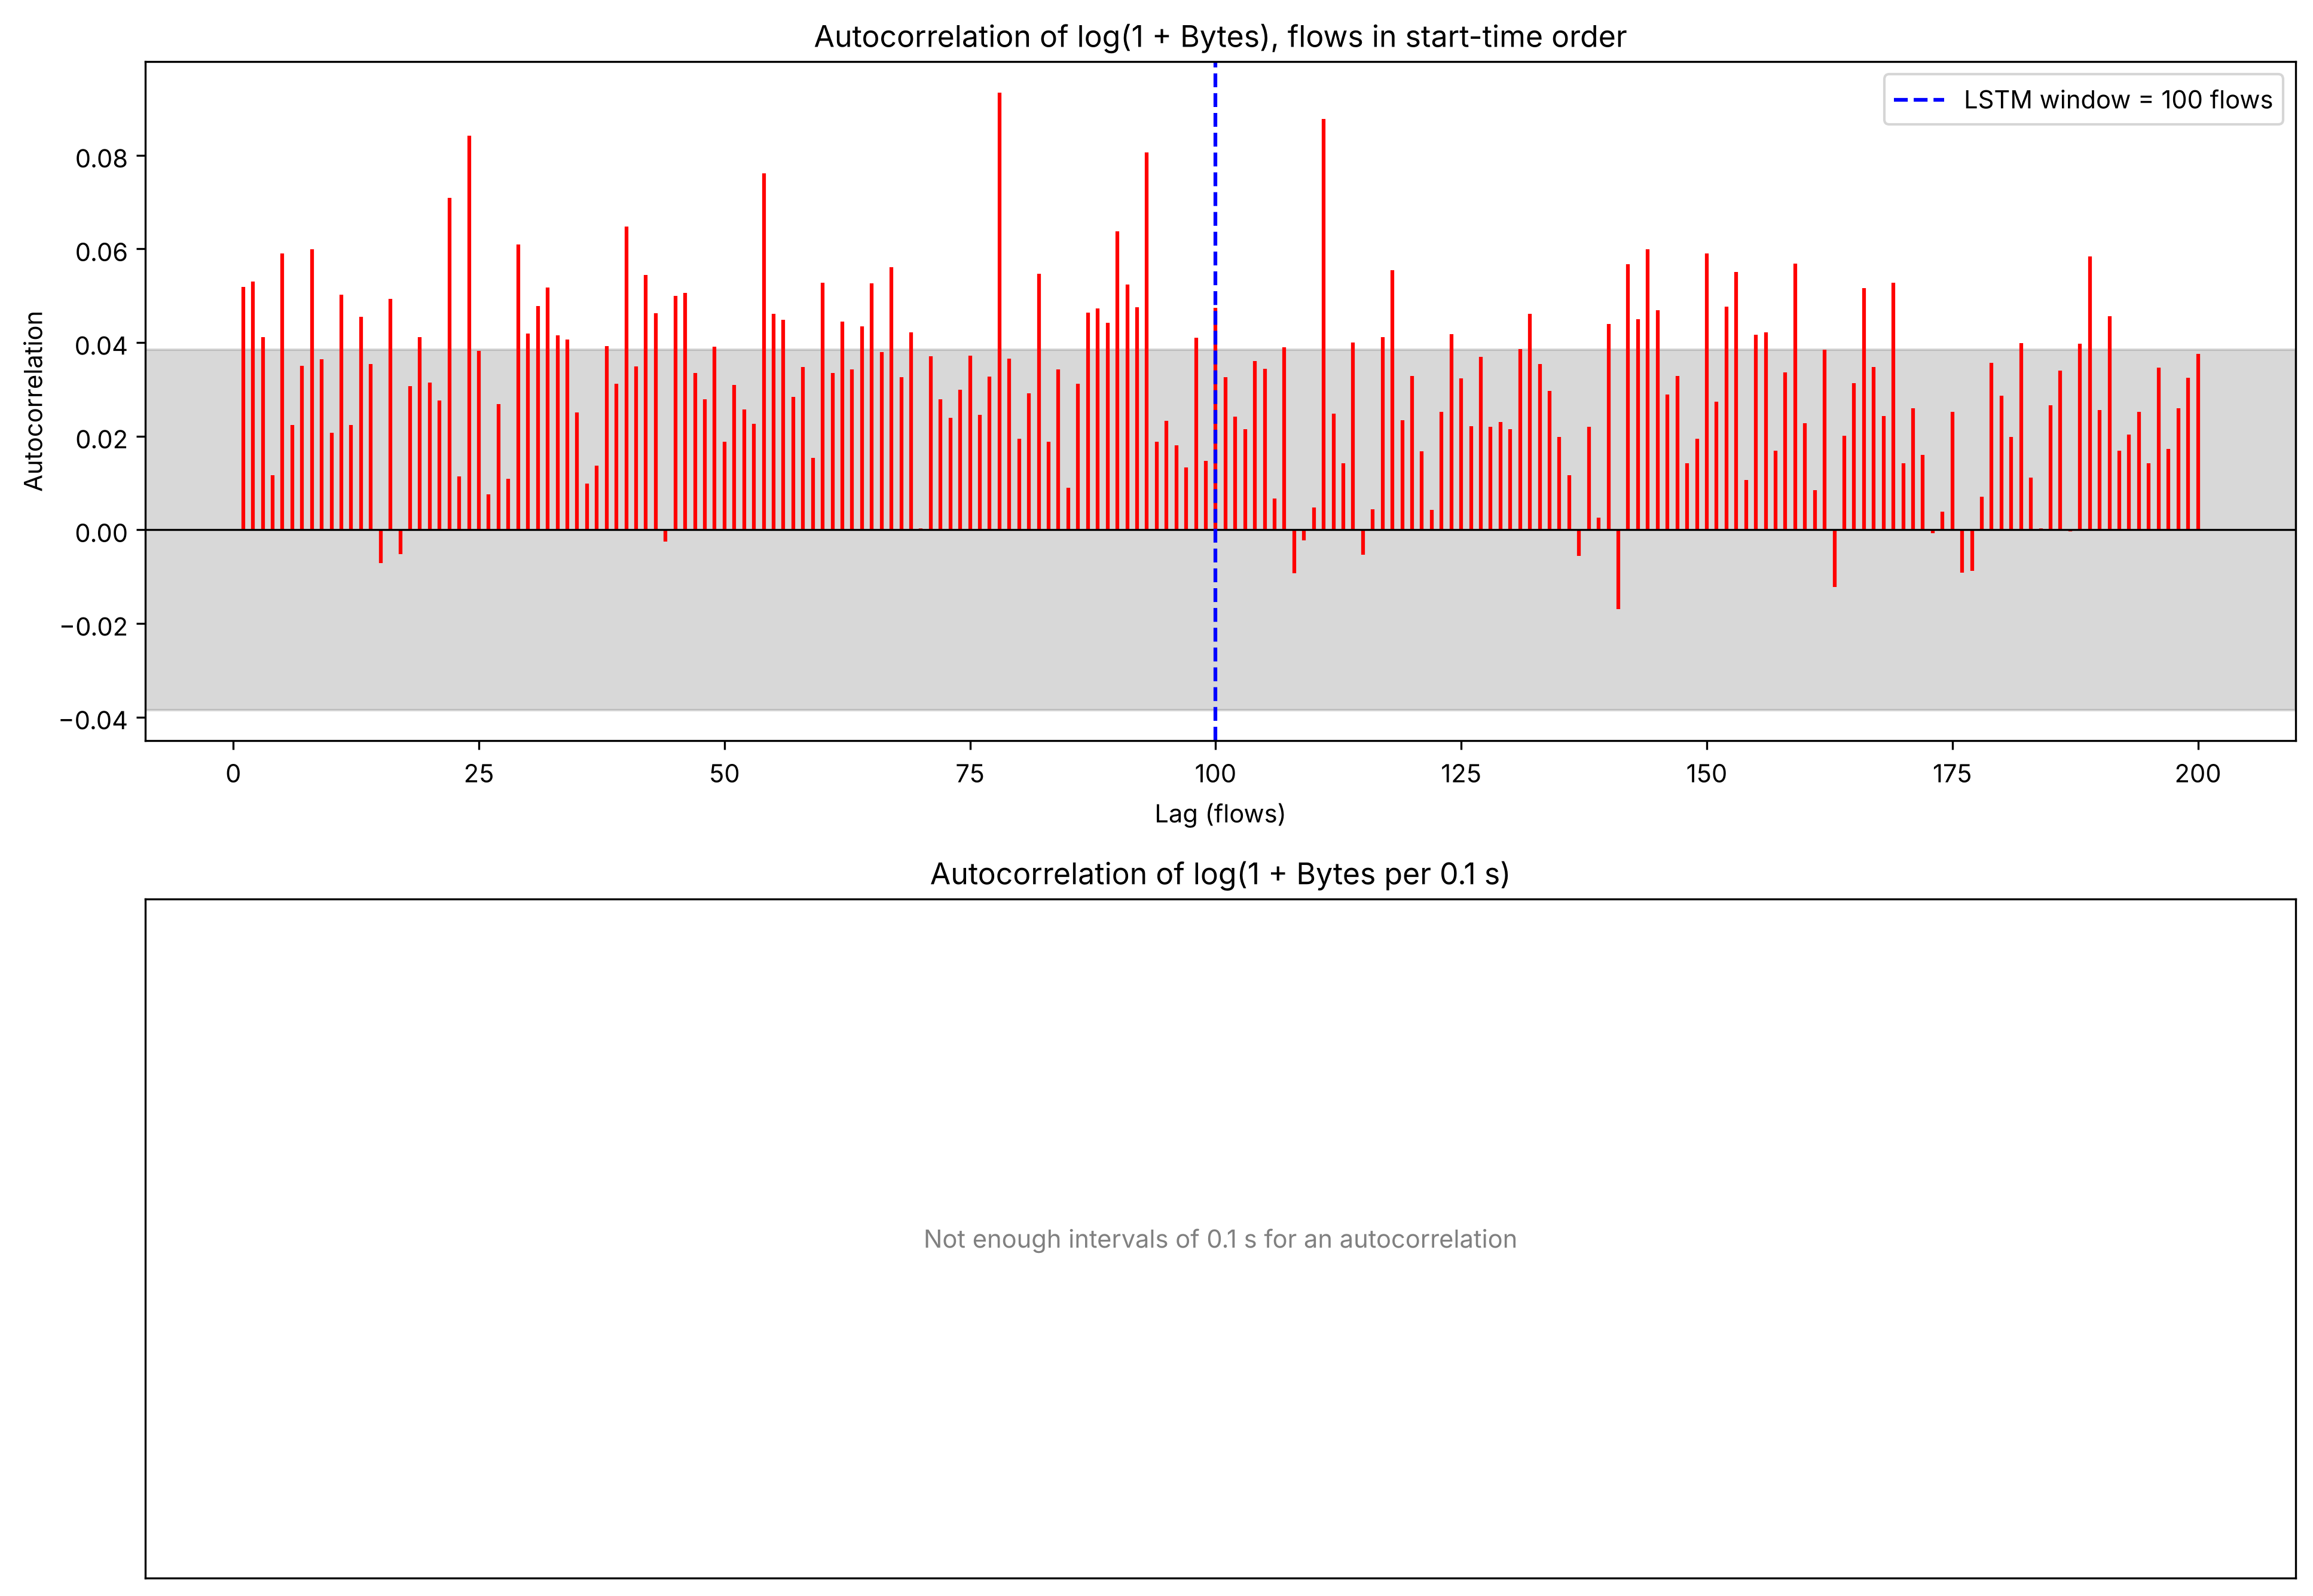 Autocorrelation of log(1 + Bytes), flows in start-time order
LSTM window = 100 flows
Autocorrelation
0.08
0.06
0.04
0.02
0.00
−0.02
−0.04
0 25 50 75 100 125 150 175 200
Lag (flows)
Autocorrelation of log(1 + Bytes per 0.1 s)
Not enough intervals of 0.1 s for an autocorrelation